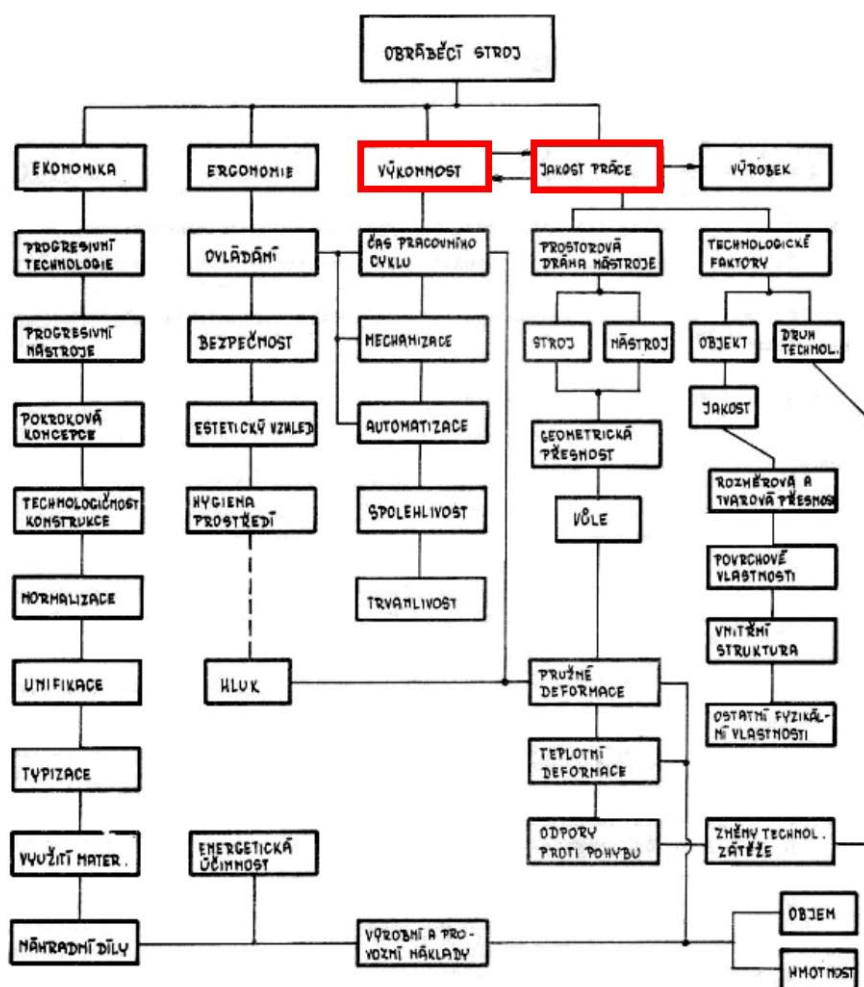 OBRÁBĚCÍ STROJ
EKONOMIKA
ERGONOMIE
VÝKONNOST
JAKOST PRÁCE
VÝROBEK
PROGRESIVNÍ
TECHNOLOGIE
OVLÁDÁNÍ
ČAS PRACOVNÍHO
CYKLU
PROSTOROVÁ
DRÁHA NÁSTROJE
TECHNOLOGICKÉ
FAKTORY
PROGRESIVNÍ
NÁSTROJE
BEZPEČNOST
MECHANIZACE
STROJ
NÁSTROJ
OBJEKT
DRUH
TECHNOL.
POKROKOVÁ
KONCEPCE
ESTETICKÝ VZHLED
AUTOMATIZACE
GEOMETRICKÁ
PŘESNOST
JAKOST
TECHNOLOGIČNOST
KONSTRUKCE
HYGIENA
PROSTŘEDÍ
SPOLEHLIVOST
VŮLE
ROZMĚROVÁ A
TVAROVÁ PŘESNOST
NORMALIZACE
TRVANLIVOST
POVRCHOVÉ
VLASTNOSTI
UNIFIKACE
HLUK
PRUŽNÉ
DEFORMACE
VNITŘNÍ
STRUKTURA
TYPIZACE
TEPLOTNÍ
DEFORMACE
OSTATNÍ FYZIKÁL-
NÍ VLASTNOSTI
VYUŽITÍ MATER.
ENERGETICKÁ
ÚČINNOST
ODPORY
PROTI POHYBU
ZMĚNY TECHNOL.
ZÁTĚŽE
NÁHRADNÍ DÍLY
VÝROBNÍ A PRO-
VOZNÍ NÁKLADY
OBJEM
HMOTNOST